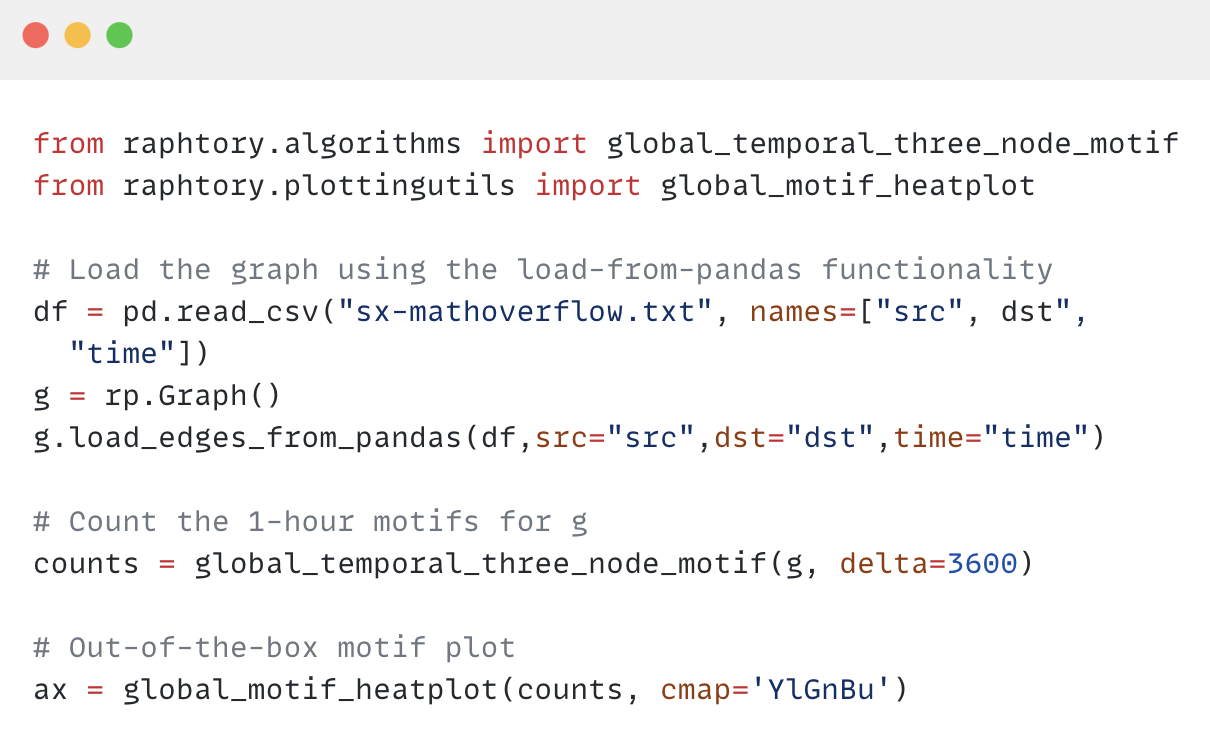 from raphtory.algorithms import global_temporal_three_node_motif
from raphtory.plottingutils import global_motif_heatplot
# Load the graph using the load-from-pandas functionality
df = pd.read_csv("sx-mathoverflow.txt", names=["src", dst",
"time"])
g = rp.Graph()
g.load_edges_from_pandas(df,src="src",dst="dst",time="time")
# Count the 1-hour motifs for g
counts = global_temporal_three_node_motif(g, delta=3600)
# Out-of-the-box motif plot
ax = global_motif_heatplot(counts, cmap='YlGnBu')